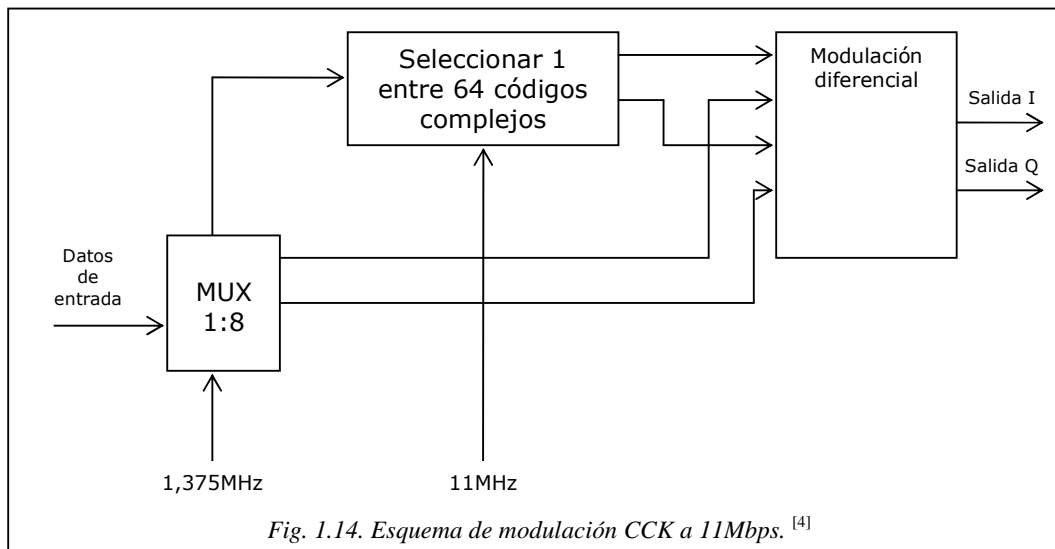 Seleccionar 1
entre 64 códigos
complejos
Modulación
diferencial
Salida I
Salida Q
Datos
de
entrada
MUX
1:8
1,375MHz
11MHz
Fig. 1.14. Esquema de modulación CCK a 11Mbps. [4]